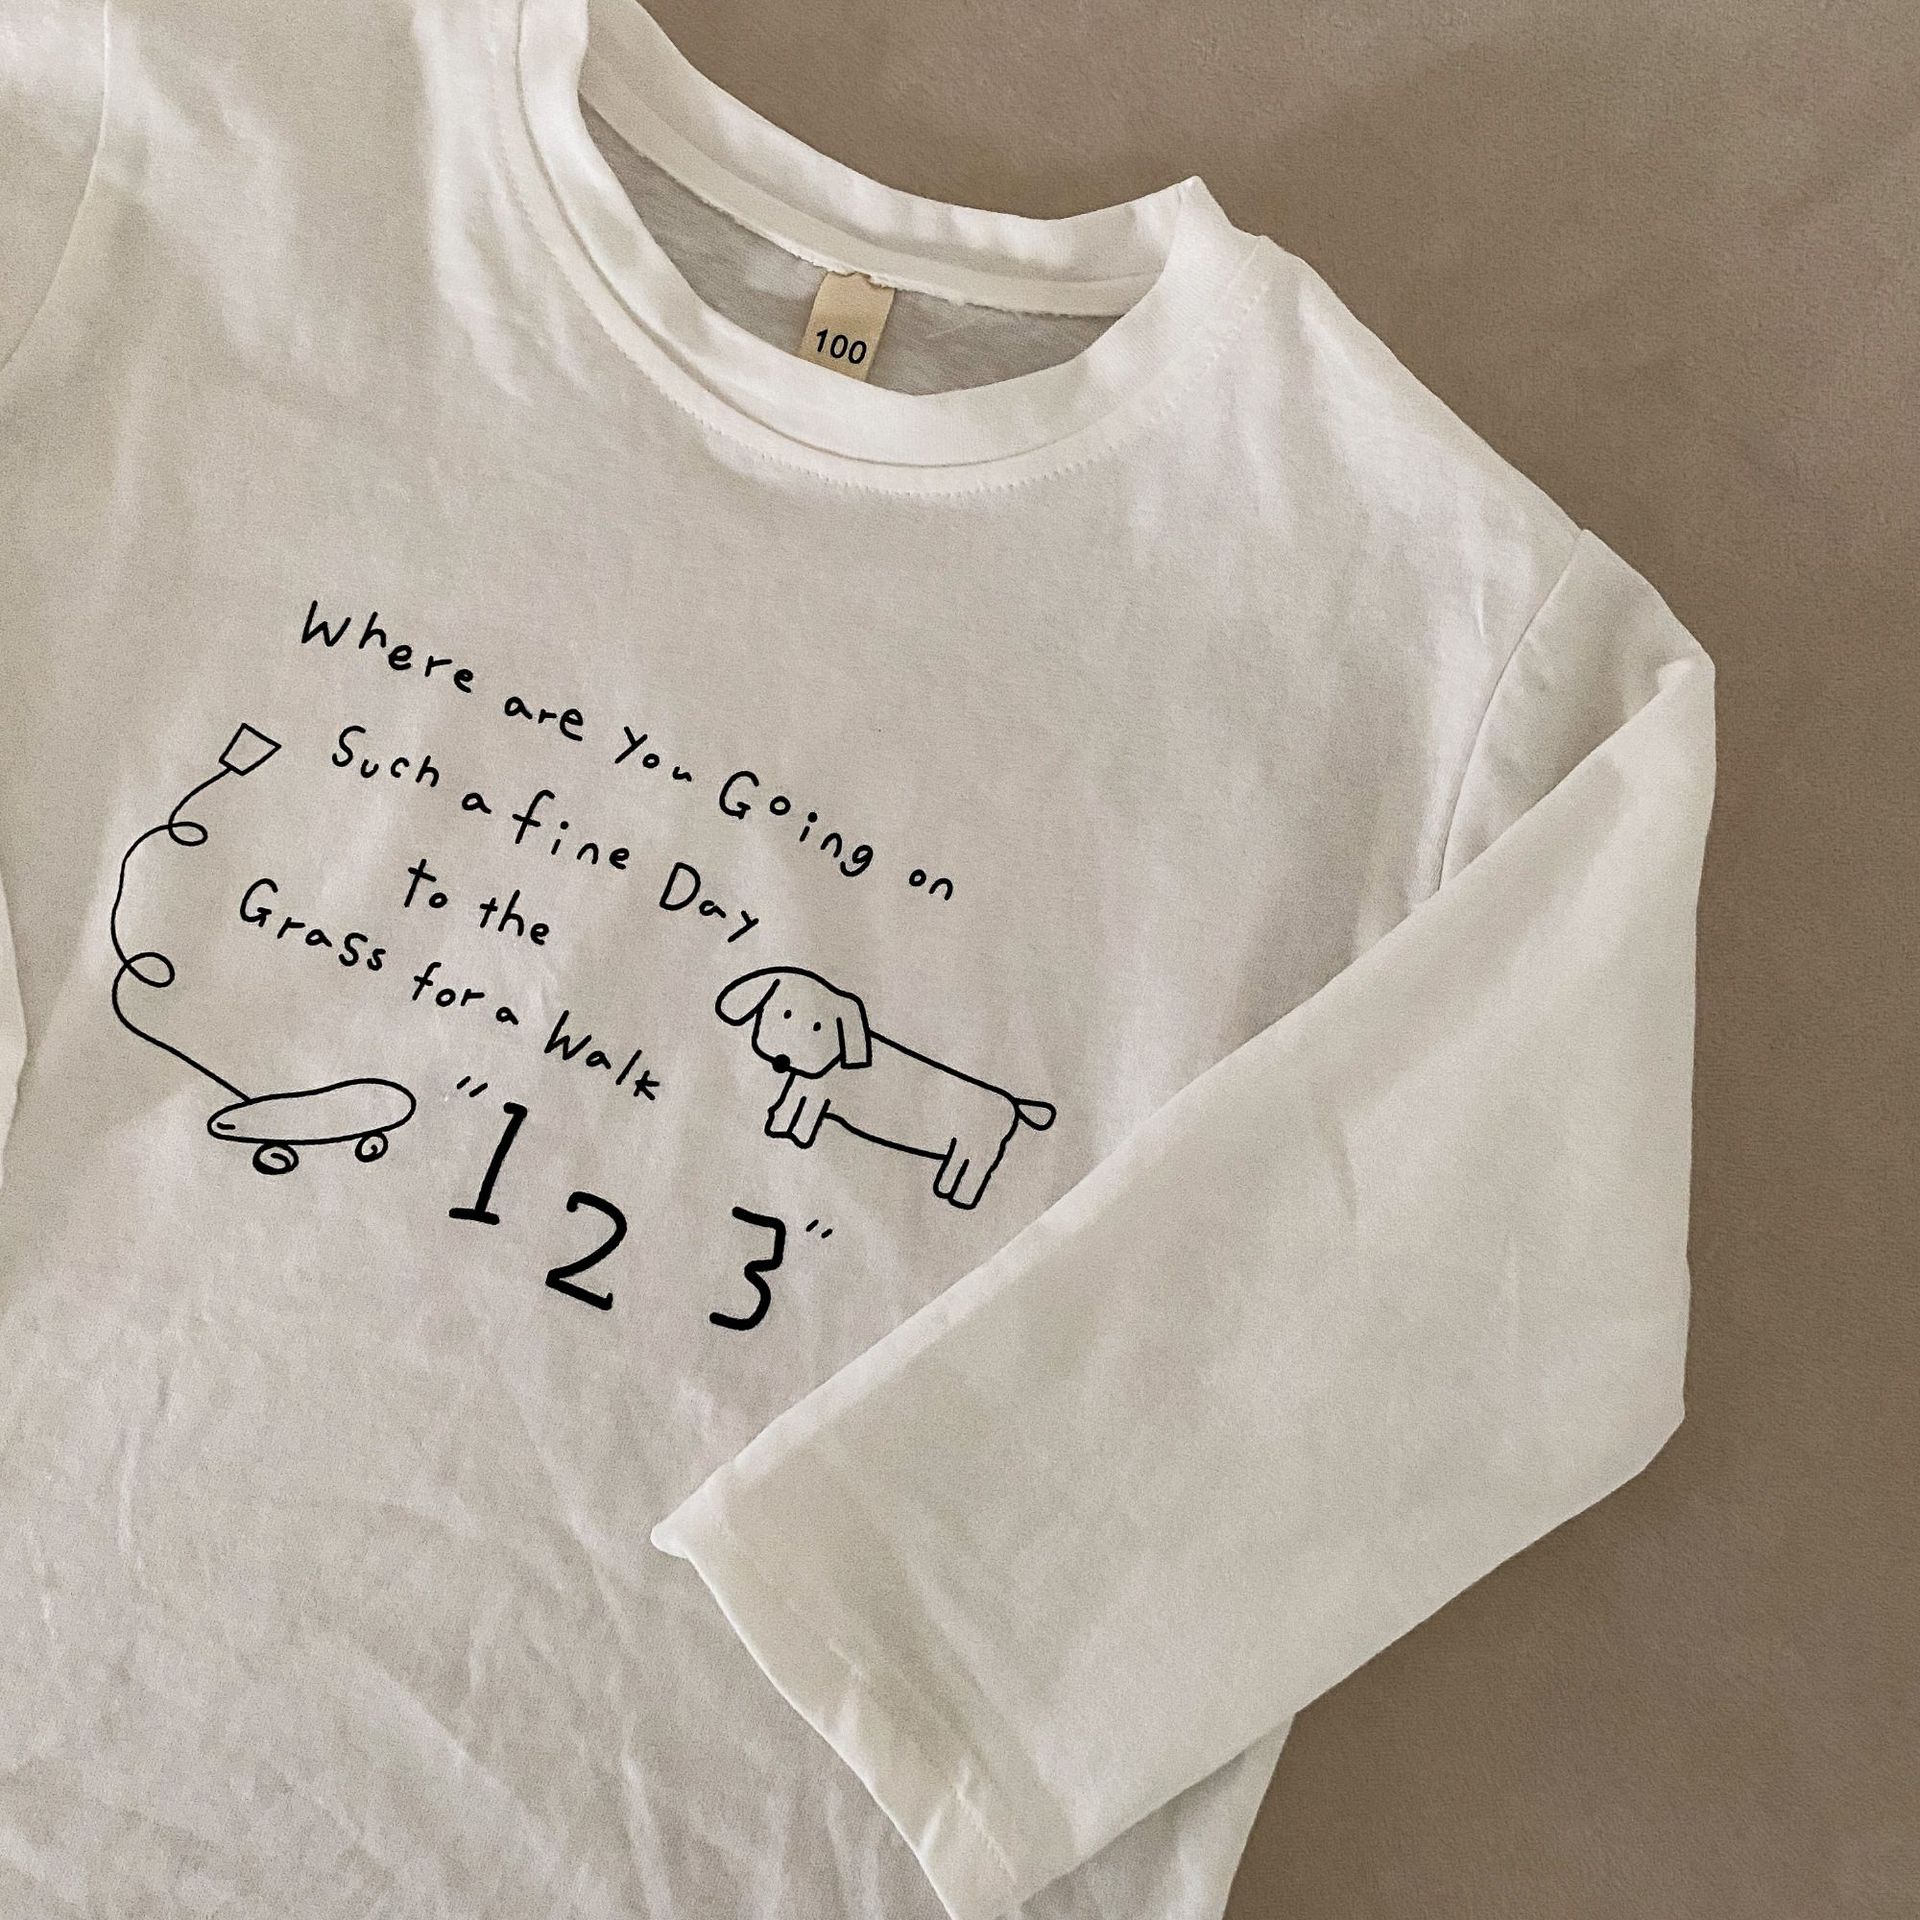 100
Where are You Going on
Such a fine Day
to the
Grass for a Walk
"1 2 3"